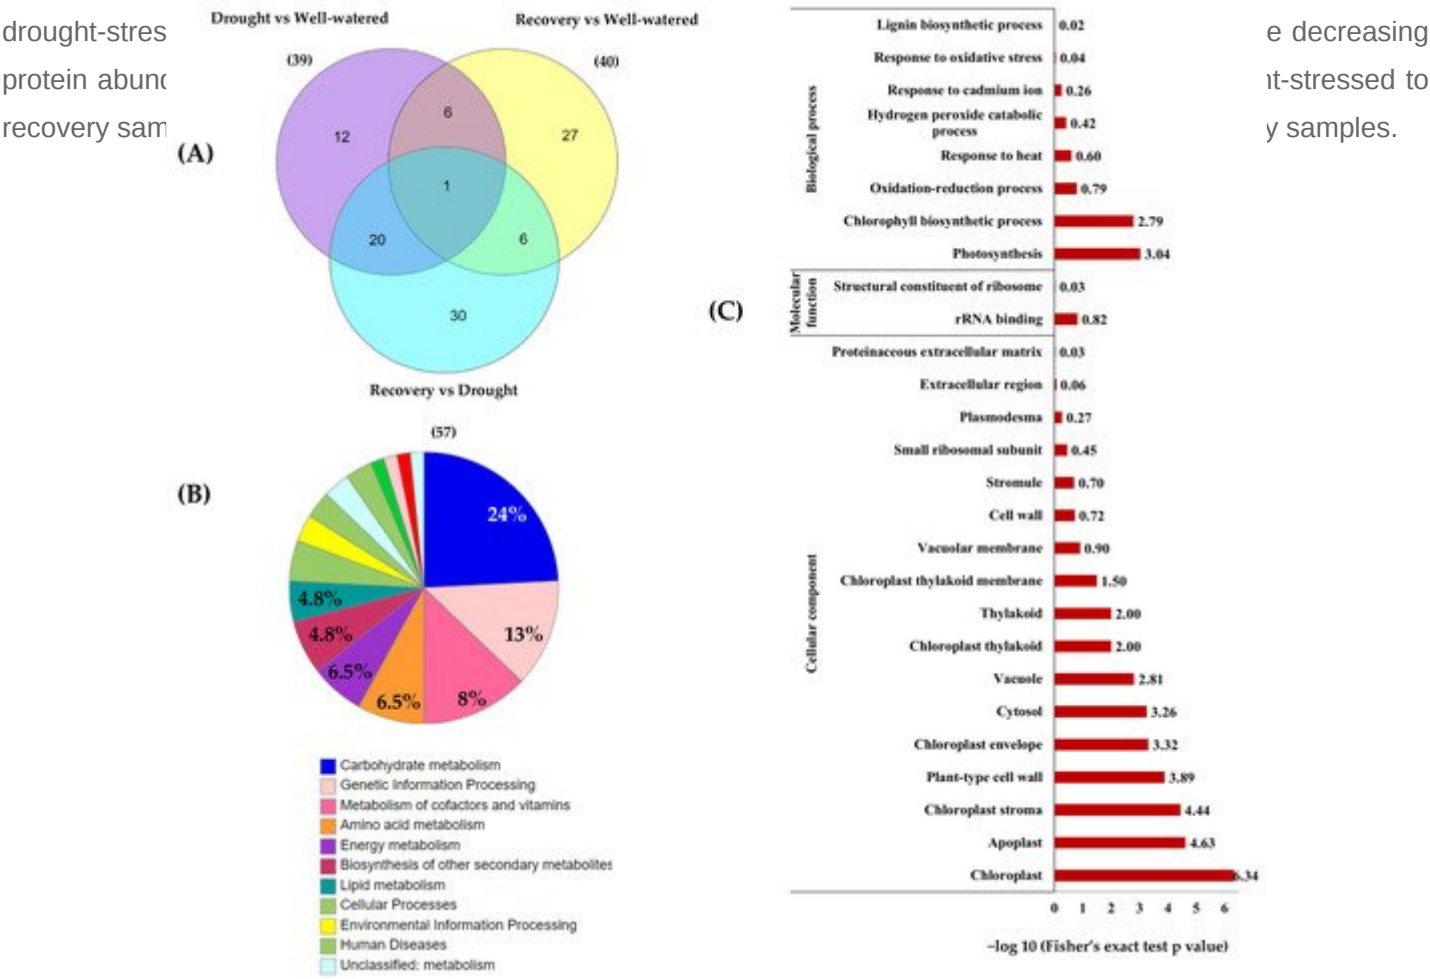 drought-stres
protein abund
recovery sam
e decreasing
t-stressed to
y samples.
(A)
Drought vs Well-watered
Recovery vs Well-watered
(39)
(40)
12
6
27
1
20
6
30
Recovery vs Drought
(57)
(B)
24%
13%
8%
6.5%
6.5%
4.8%
4.8%
Carbohydrate metabolism
Genetic Information Processing
Metabolism of cofactors and vitamins
Amino acid metabolism
Energy metabolism
Biosynthesis of other secondary metabolites
Lipid metabolism
Cellular Processes
Environmental Information Processing
Human Diseases
Unclassified: metabolism
(C)
Biological process
Lignin biosynthetic process 0.02
Response to oxidative stress 0.04
Response to cadmium ion 0.26
Hydrogen peroxide catabolic
process 0.42
Response to heat 0.60
Oxidation-reduction process 0.79
Chlorophyll biosynthetic process 2.79
Photosynthesis 3.04
Molecular
function
Structural constituent of ribosome 0.03
rRNA binding 0.82
Cellular component
Proteinaceous extracellular matrix 0.03
Extracellular region 0.06
Plasmodesma 0.27
Small ribosomal subunit 0.45
Stromule 0.70
Cell wall 0.72
Vacuolar membrane 0.90
Chloroplast thylakoid membrane 1.50
Thylakoid 2.00
Chloroplast thylakoid 2.00
Vacuole 2.81
Cytosol 3.26
Chloroplast envelope 3.32
Plant-type cell wall 3.89
Chloroplast stroma 4.44
Apoplast 4.63
Chloroplast 6.34
0 1 2 3 4 5 6
−log 10 (Fisher's exact test p value)